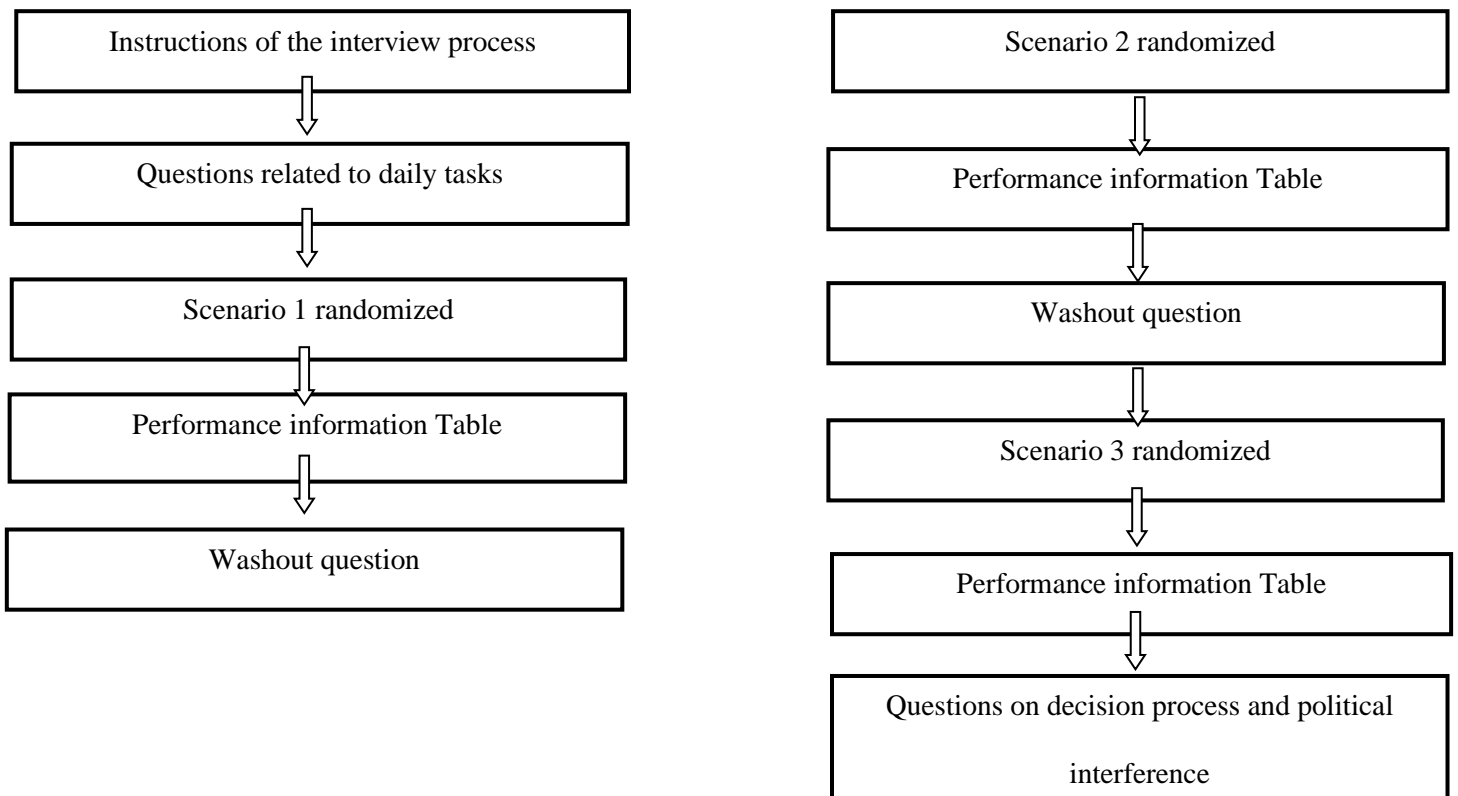 Instructions of the interview process
Questions related to daily tasks
Scenario 1 randomized
Performance information Table
Washout question
Scenario 2 randomized
Performance information Table
Washout question
Scenario 3 randomized
Performance information Table
Questions on decision process and political
interference